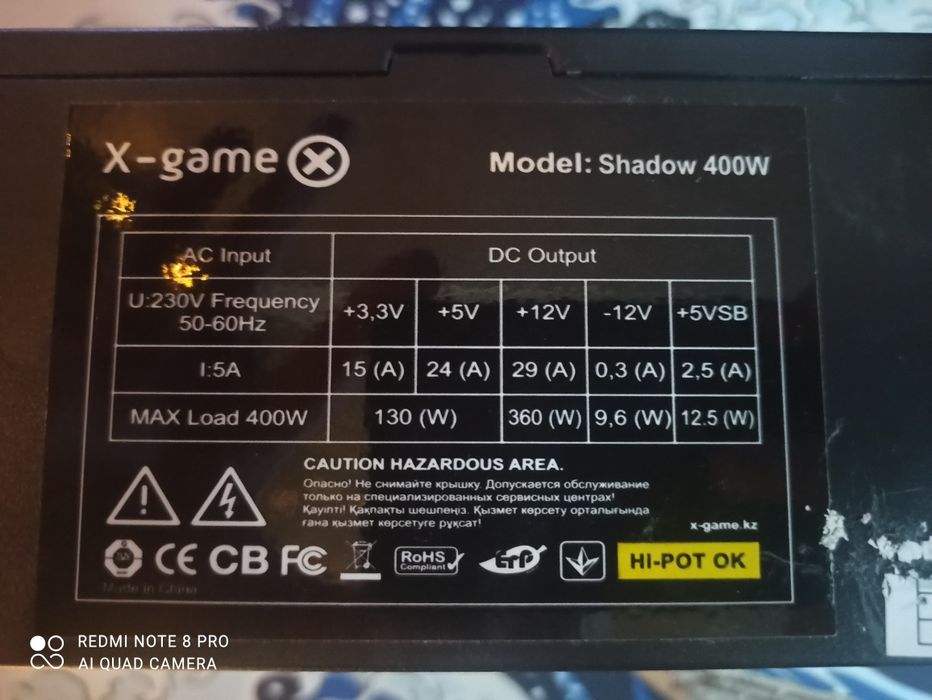 X-game X
Model: Shadow 400W
AC Input
DC Output
U:230V Frequency
50-60Hz
+3,3V
+5V
+12V
-12V
+5VSB
I:5A
15 (A)
24 (A)
29 (A)
0,3 (A)
2,5 (A)
MAX Load 400W
130 (W)
360 (W)
9,6 (W)
12.5 (W)
CAUTION HAZARDOUS AREA.
Опасно! Не снимайте крышку. Допускается обслуживание
только на специализированных сервисных центрах!
Қауіпті! Қақпақты шешпеңіз. Қызмет көрсету орталығында
ғана қызмет көрсетуге рұқсат!
x-game.kz
CE CB FC
RoHS
Compliant
ErP
HI-POT OK
Made in China
REDMI NOTE 8 PRO
AI QUAD CAMERA